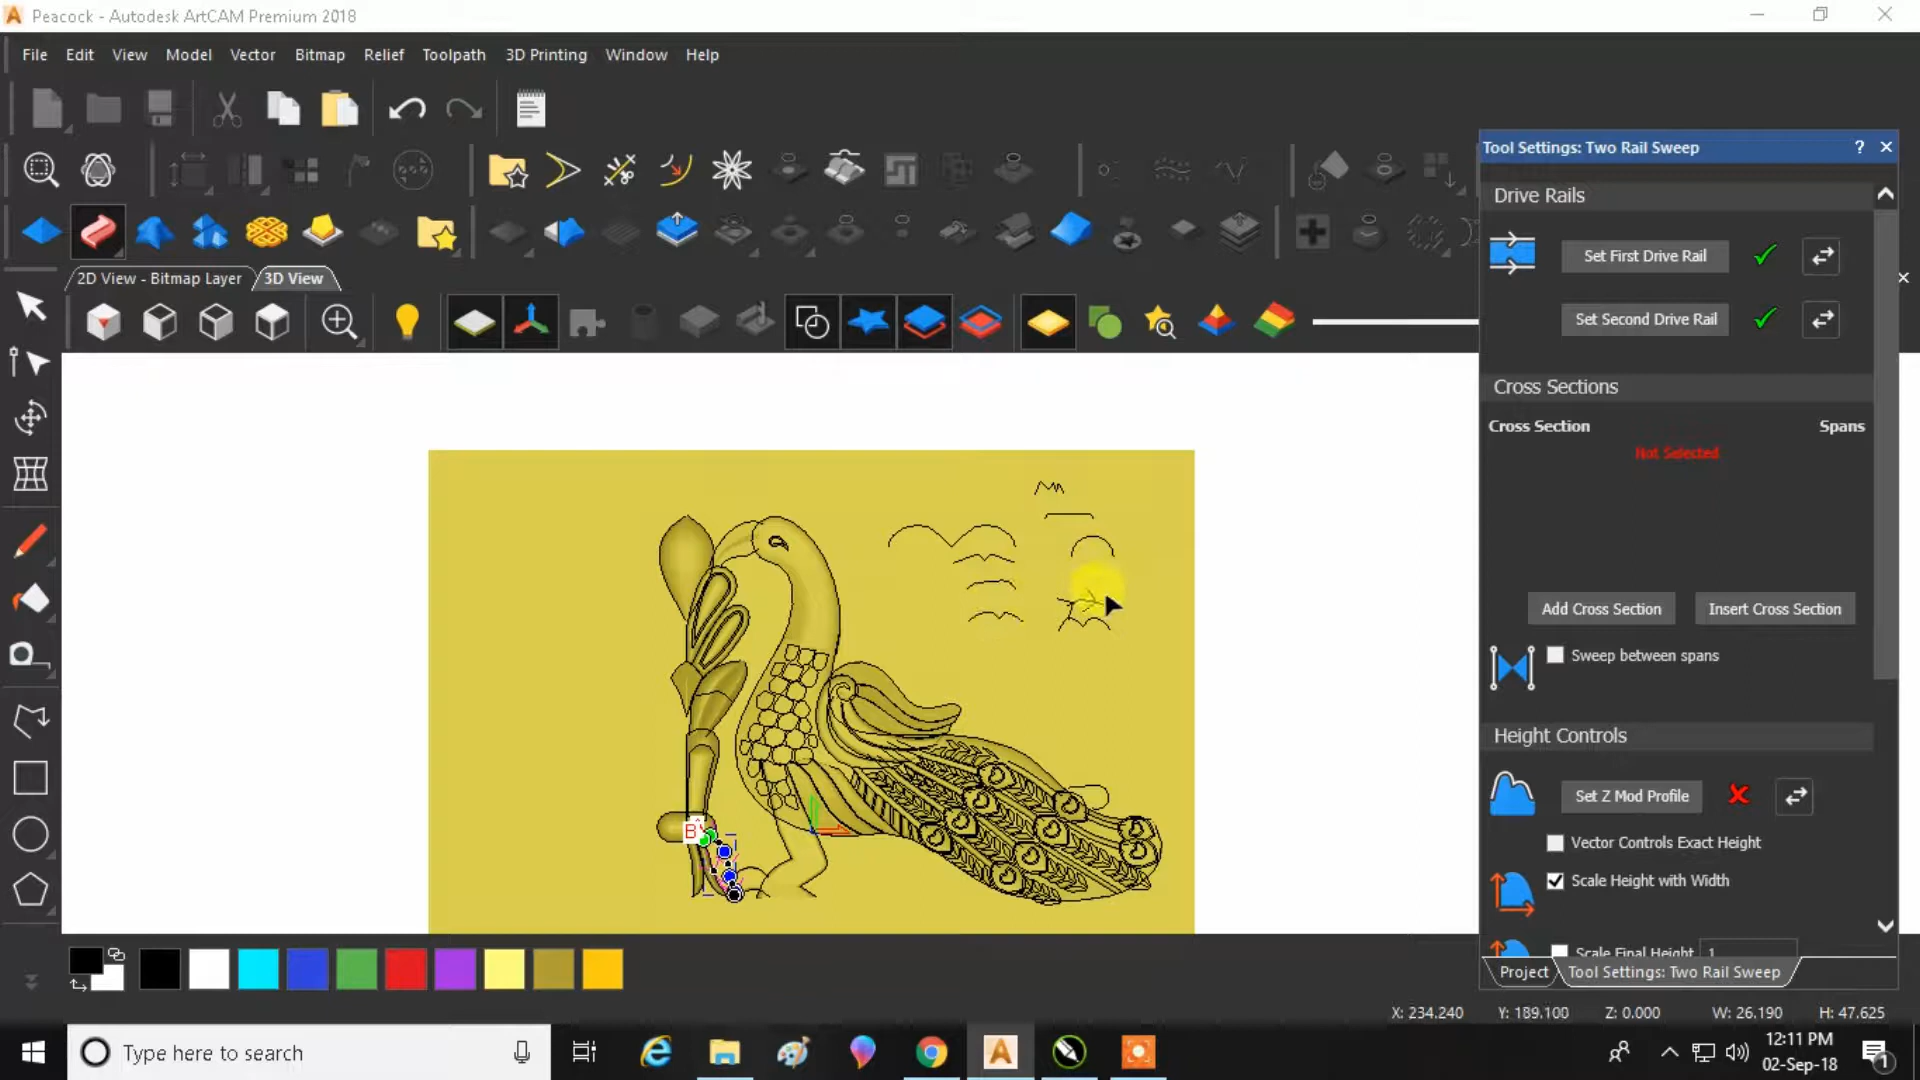 Peacock - Autodesk ArtCAM Premium 2018
File Edit View Model Vector Bitmap Relief Toolpath 3D Printing Window Help
2D View - Bitmap Layer
3D View
B
Tool Settings: Two Rail Sweep
?
Drive Rails
Set First Drive Rail
Set Second Drive Rail
Cross Sections
Cross Section Spans
Not Selected
Add Cross Section Insert Cross Section
Sweep between spans
Height Controls
Set Z Mod Profile
Vector Controls Exact Height
Scale Height with Width
Scale Final Height 1
Project Tool Settings: Two Rail Sweep
X: 234.240 Y: 189.100 Z: 0.000 W: 26.190 H: 47.625
Type here to search
12:11 PM
02-Sep-18
1